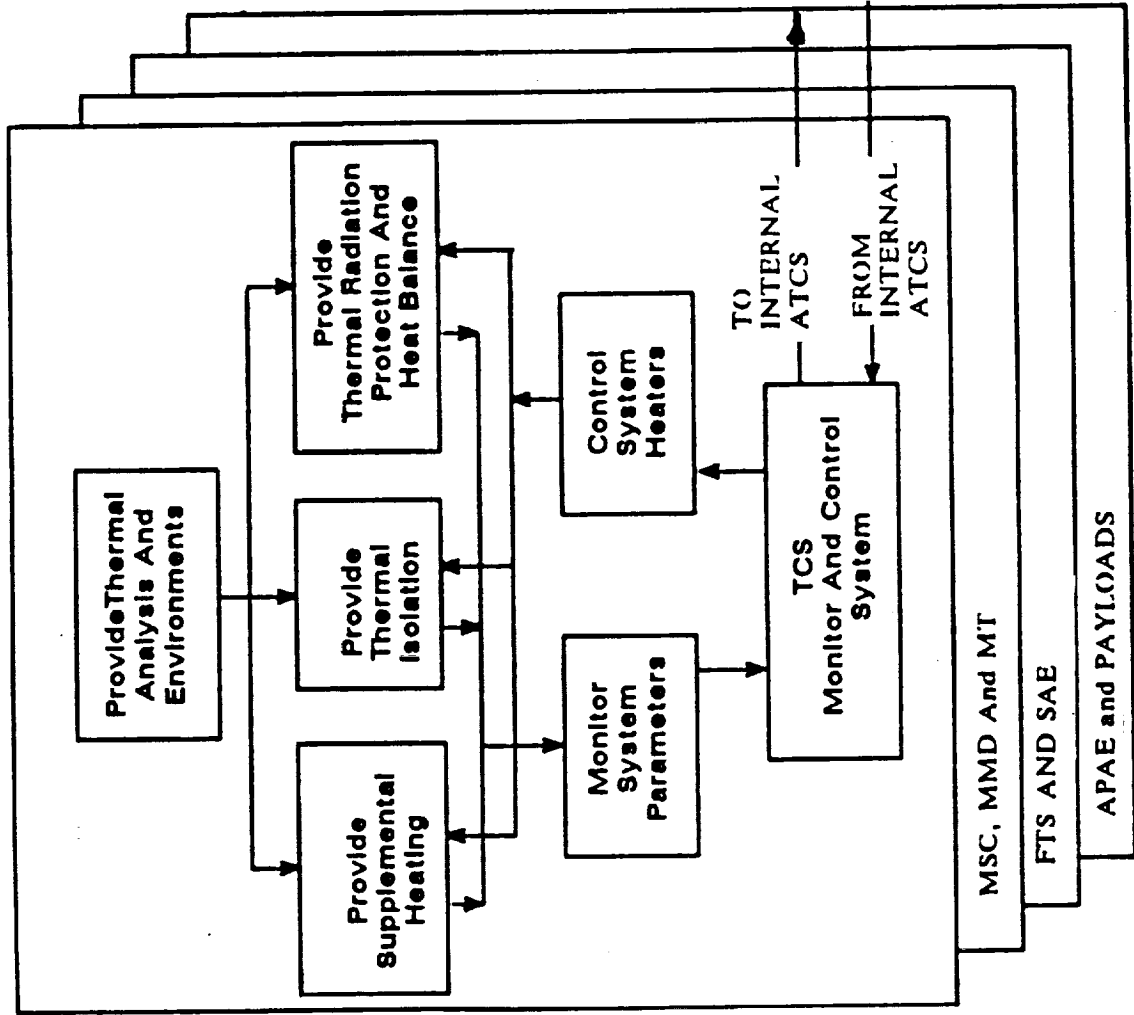 ProvideThermal
Analysis And
Environments
Provide
Supplemental
Heating
Provide
Thermal
Isolation
Provide
Thermal Radiation
Protection And
Heat Balance
Monitor
System
Parameters
Control
System
Heaters
TCS
Monitor And Control
System
TO
INTERNAL
ATCS
FROM
INTERNAL
ATCS
MSC, MMD And MT
FTS AND SAE
APAE and PAYLOADS